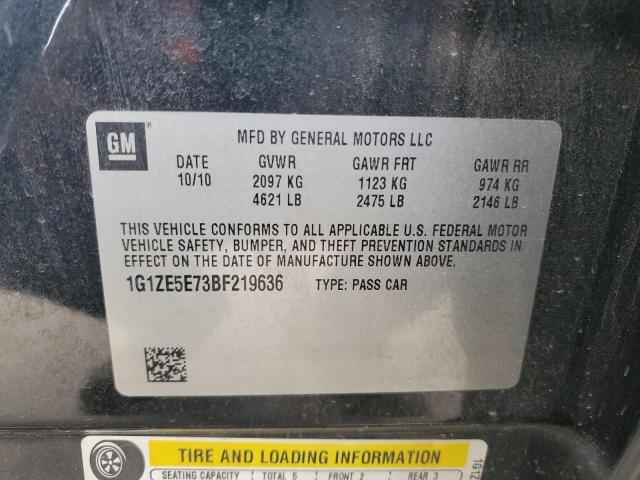 GM
MFD BY GENERAL MOTORS LLC
DATE GVWR GAWR FRT GAWR RR
10/10 2097 KG 1123 KG 974 KG
4621 LB 2475 LB 2146 LB
THIS VEHICLE CONFORMS TO ALL APPLICABLE U.S. FEDERAL MOTOR
VEHICLE SAFETY, BUMPER, AND THEFT PREVENTION STANDARDS IN
EFFECT ON THE DATE OF MANUFACTURE SHOWN ABOVE.
1G1ZE5E73BF219636 TYPE: PASS CAR
TIRE AND LOADING INFORMATION
SEATING CAPACITY TOTAL 5 FRONT 2 REAR 3
1G1Z